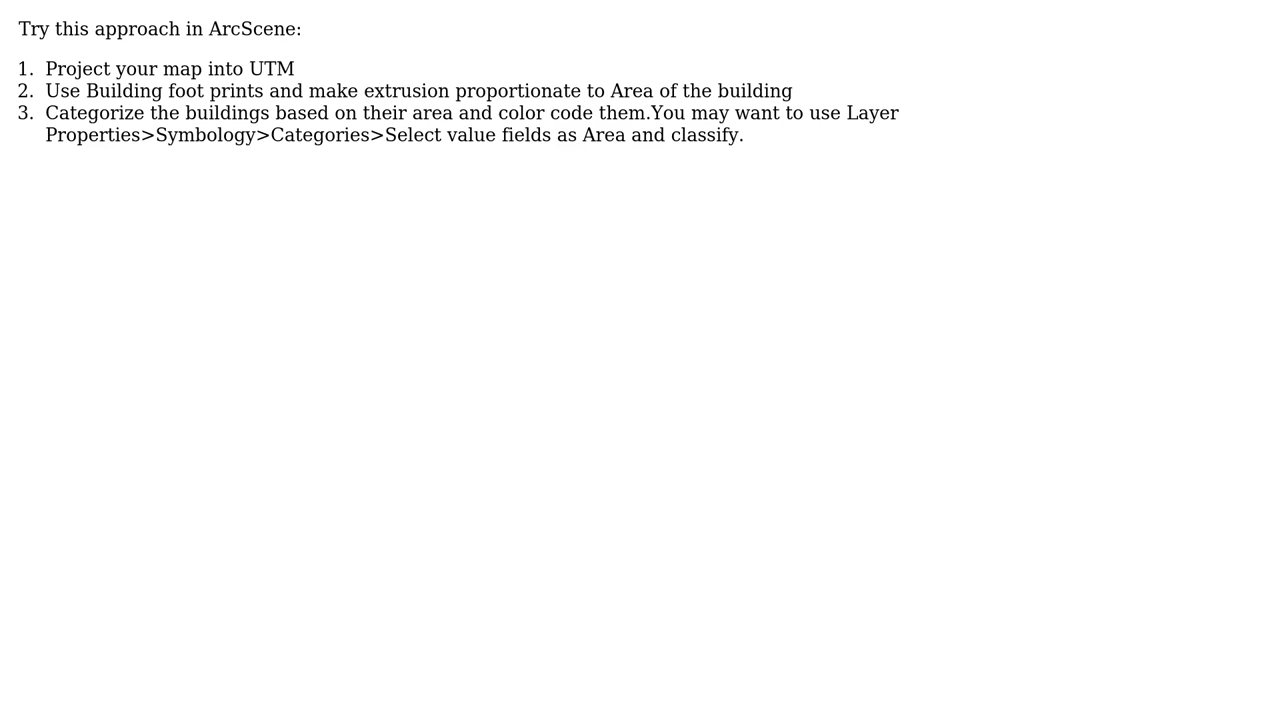 Try this approach in ArcScene:
1. Project your map into UTM
2. Use Building foot prints and make extrusion proportionate to Area of the building
3. Categorize the buildings based on their area and color code them.You may want to use Layer
Properties>Symbology>Categories>Select value fields as Area and classify.